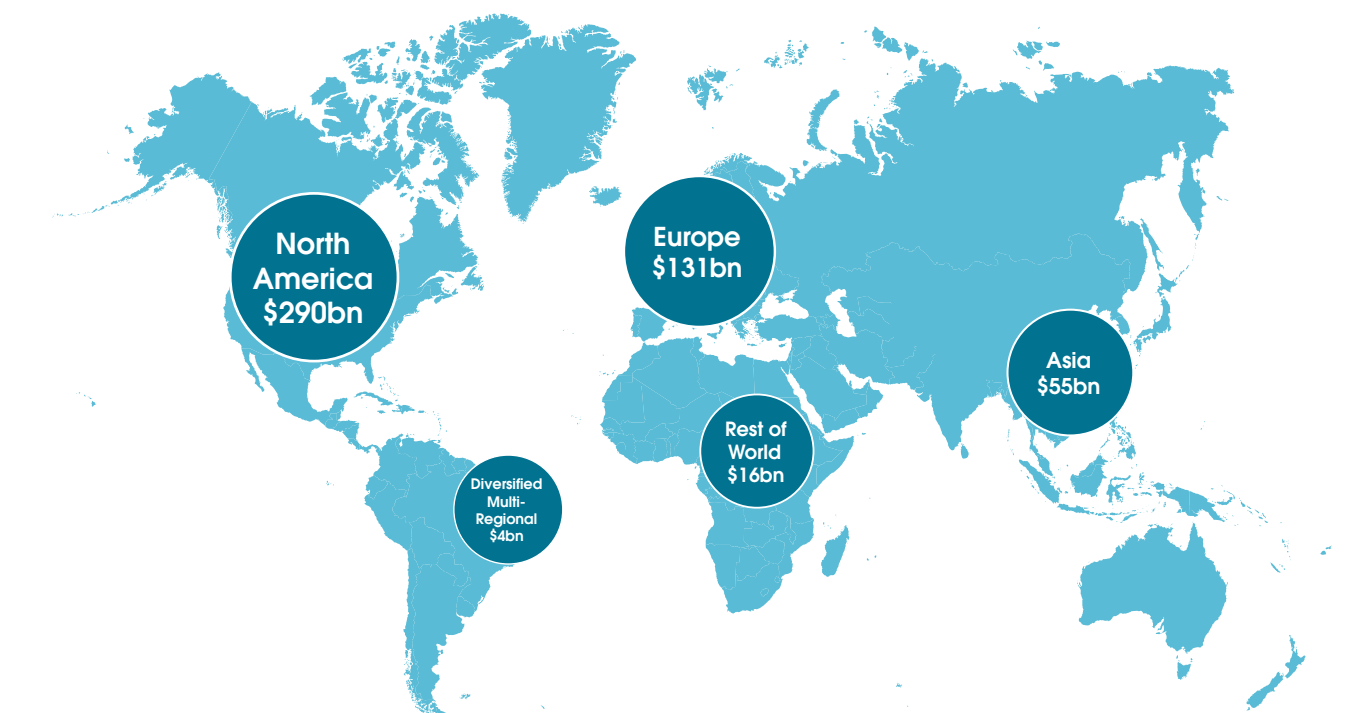 North
America
$290bn
Europe
$131bn
Asia
$55bn
Rest of
World
$16bn
Diversified
Multi-
Regional
$4bn